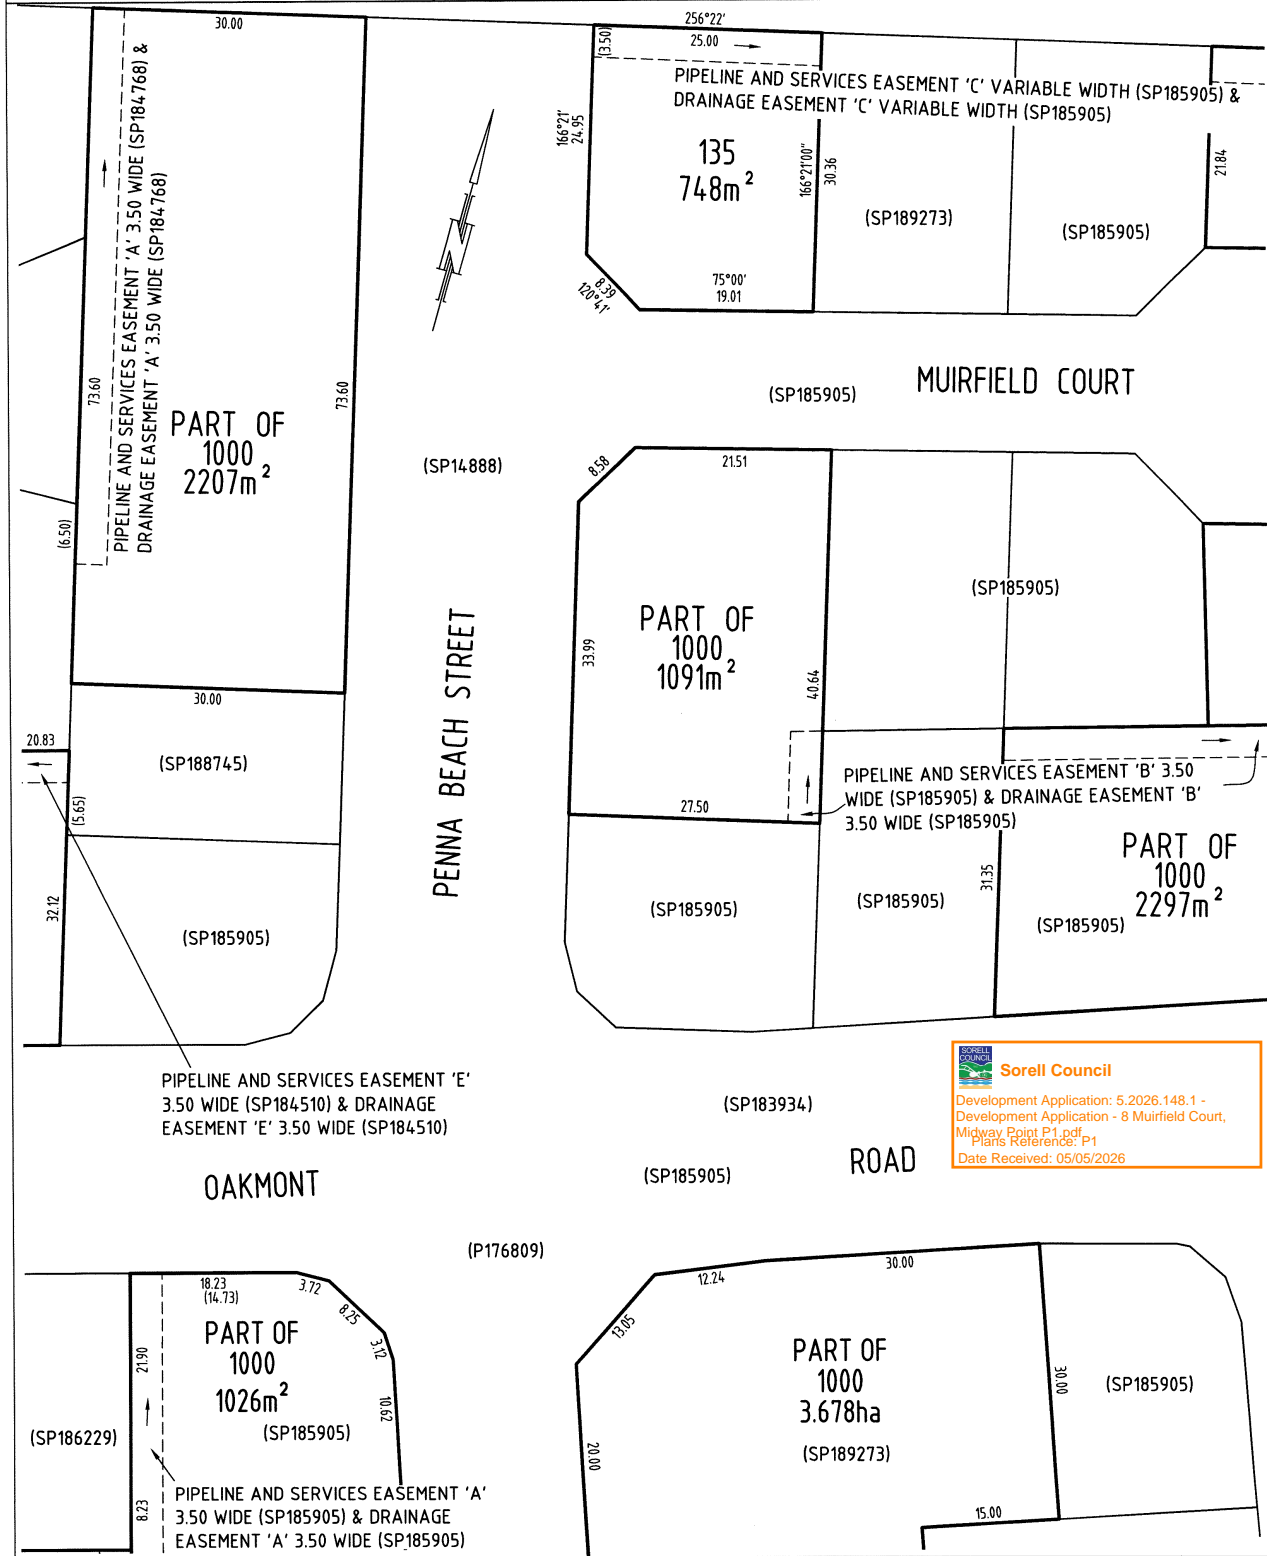 30.00
256°22'
25.00
(3.50)
PIPELINE AND SERVICES EASEMENT 'C' VARIABLE WIDTH (SP185905) &
DRAINAGE EASEMENT 'C' VARIABLE WIDTH (SP185905)
166°21'
24.95
135
748m²
166°21'00"
30.36
21.84
(SP189273)
(SP185905)
8.39
120°41'
75°00'
19.01
PIPELINE AND SERVICES EASEMENT 'A' 3.50 WIDE (SP184768) &
DRAINAGE EASEMENT 'A' 3.50 WIDE (SP184768)
73.60
73.60
PART OF
1000
2207m²
(6.50)
30.00
MUIRFIELD COURT
(SP185905)
(SP14888)
8.58
21.51
33.99
PART OF
1000
1091m²
40.64
(SP185905)
PENNA BEACH STREET
20.83
(SP188745)
(5.65)
32.12
(SP185905)
27.50
PIPELINE AND SERVICES EASEMENT 'B' 3.50
WIDE (SP185905) & DRAINAGE EASEMENT 'B'
3.50 WIDE (SP185905)
(SP185905)
(SP185905)
31.35
PART OF
1000
2297m²
(SP185905)
PIPELINE AND SERVICES EASEMENT 'E'
3.50 WIDE (SP184510) & DRAINAGE
EASEMENT 'E' 3.50 WIDE (SP184510)
SORELL
COUNCIL
Sorell Council
Development Application: 5.2026.148.1 -
Development Application - 8 Muirfield Court,
Midway Point P1.pdf
Plans Reference: P1
Date Received: 05/05/2026
(SP183934)
OAKMONT
(SP185905)
ROAD
(P176809)
18.23
(14.73)
3.72
8.25
3.12
10.62
21.90
8.23
PART OF
1000
1026m²
(SP185905)
(SP186229)
PIPELINE AND SERVICES EASEMENT 'A'
3.50 WIDE (SP185905) & DRAINAGE
EASEMENT 'A' 3.50 WIDE (SP185905)
13.05
12.24
30.00
20.00
PART OF
1000
3.678ha
(SP189273)
30.00
15.00
(SP185905)